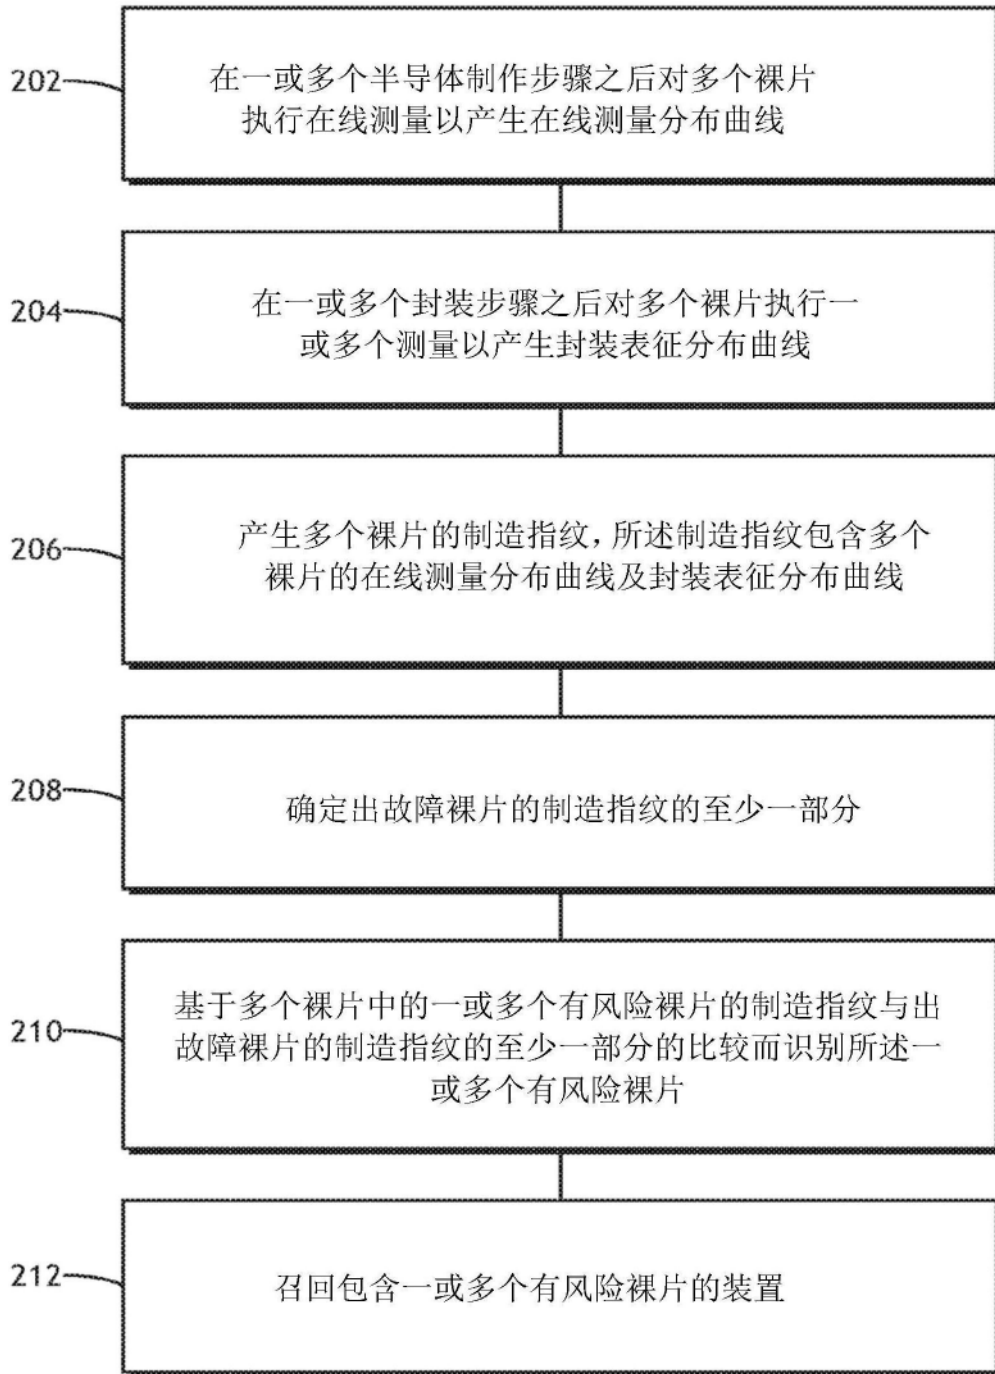 202
在一或多个半导体制作步骤之后对多个裸片
执行在线测量以产生在线测量分布曲线
204
在一或多个封装步骤之后对多个裸片执行一
或多个测量以产生封装表征分布曲线
206
产生多个裸片的制造指纹，所述制造指纹包含多个
裸片的在线测量分布曲线及封装表征分布曲线
208
确定出故障裸片的制造指纹的至少一部分
210
基于多个裸片中的一或多个有风险裸片的制造指纹与出
故障裸片的制造指纹的至少一部分的比较而识别所述一
或多个有风险裸片
212
召回包含一或多个有风险裸片的装置